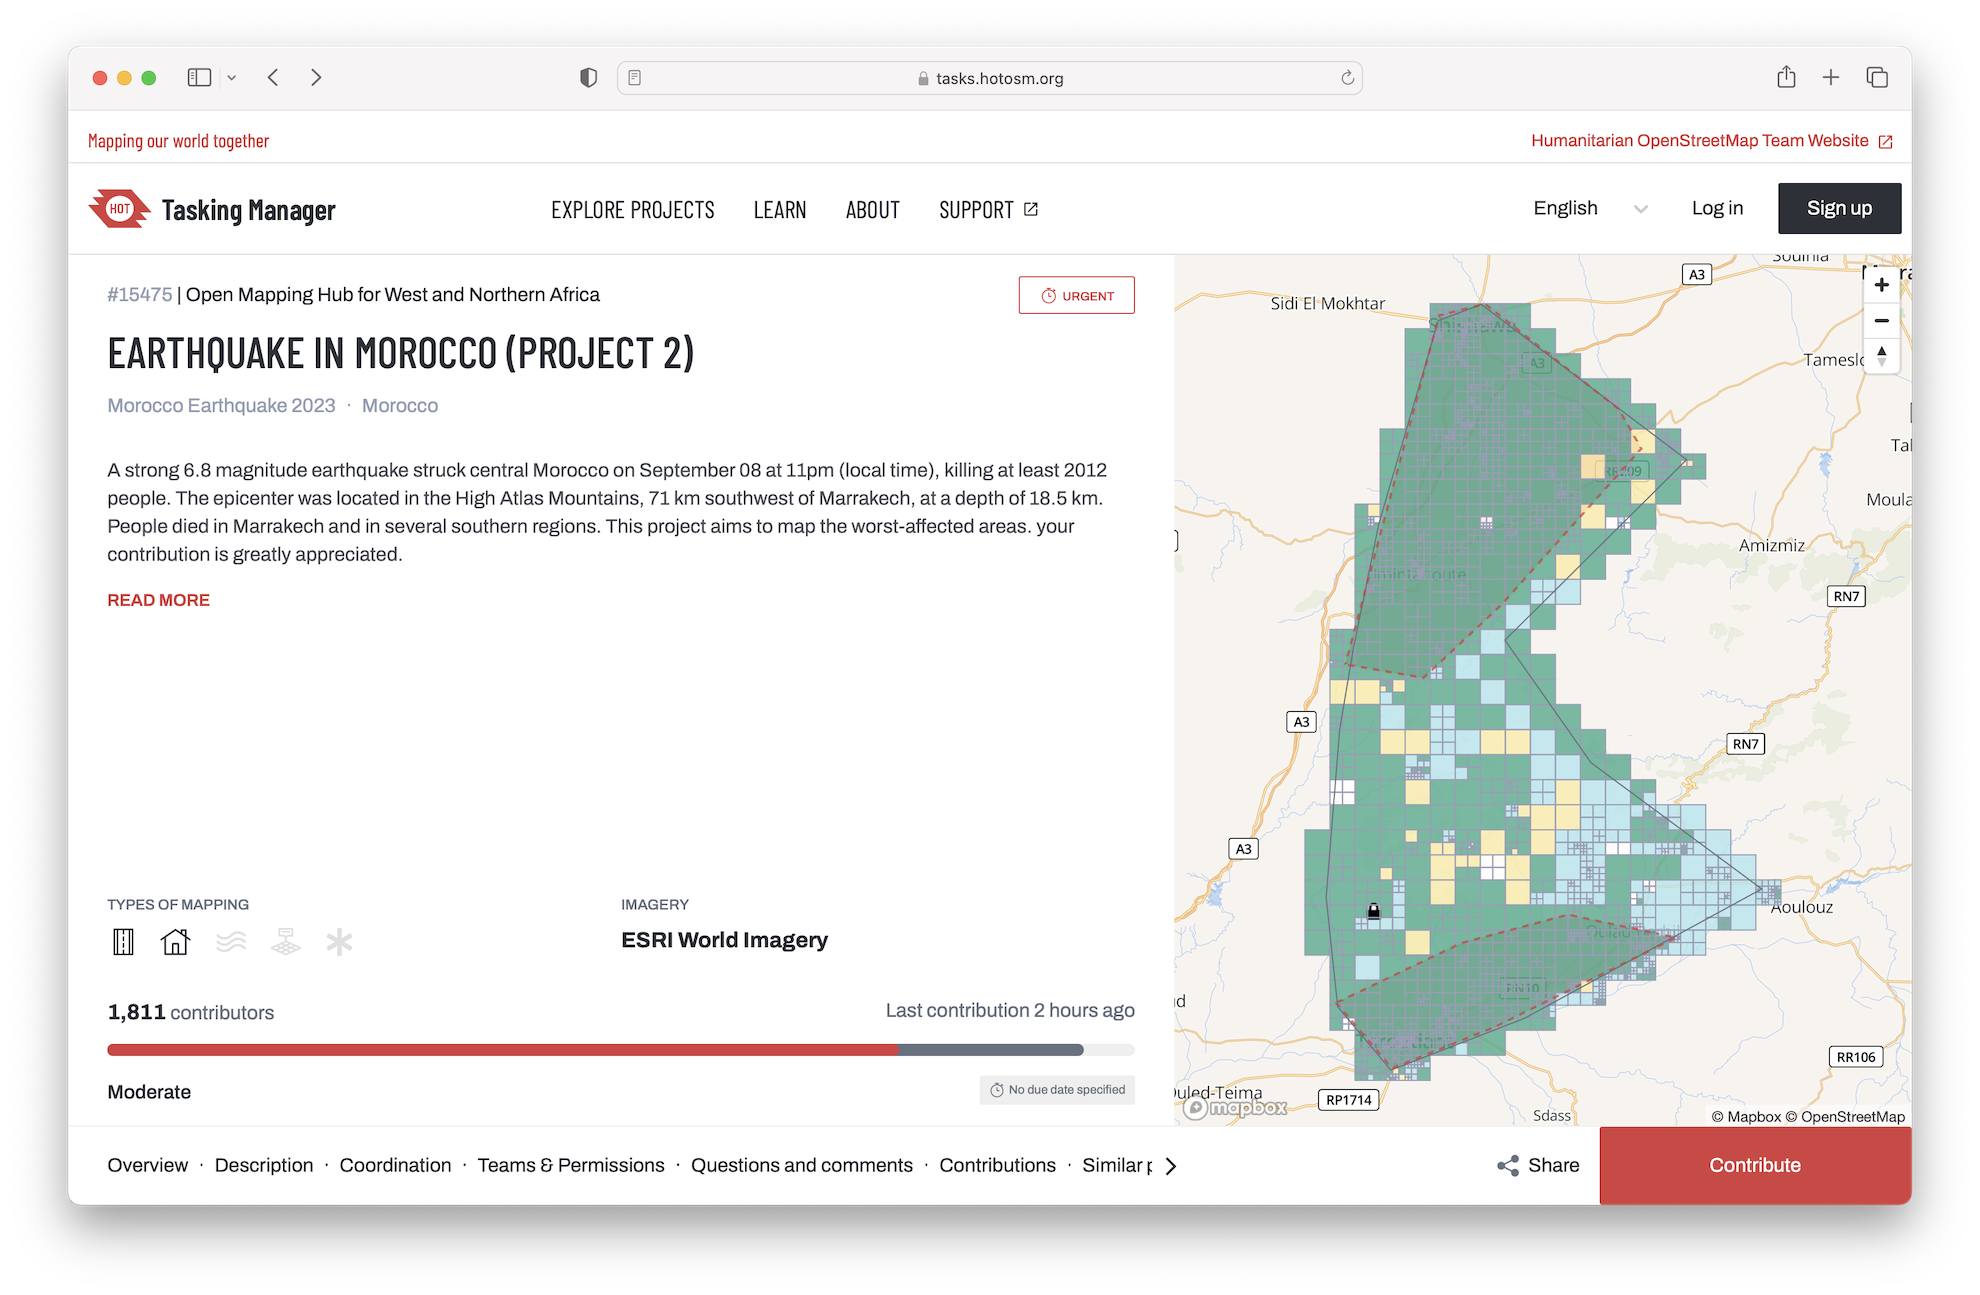 tasks.hotosm.org
Mapping our world together
Humanitarian OpenStreetMap Team Website
HOT
Tasking Manager
EXPLORE PROJECTS
LEARN
ABOUT
SUPPORT
English
Log in
Sign up
#15475 | Open Mapping Hub for West and Northern Africa
URGENT
EARTHQUAKE IN MOROCCO (PROJECT 2)
Morocco Earthquake 2023 · Morocco
A strong 6.8 magnitude earthquake struck central Morocco on September 08 at 11pm (local time), killing at least 2012
people. The epicenter was located in the High Atlas Mountains, 71 km southwest of Marrakech, at a depth of 18.5 km.
People died in Marrakech and in several southern regions. This project aims to map the worst-affected areas. your
contribution is greatly appreciated.
READ MORE
TYPES OF MAPPING
IMAGERY
ESRI World Imagery
1,811 contributors
Last contribution 2 hours ago
Moderate
No due date specified
A3
Sidi El Mokhtar
A3
Tameslo
Moula
Amizmiz
RN7
A3
RN7
A3
Aoulouz
RN10
RR106
RP1714
uled-Teima
mapbox
Sdass
© Mapbox © OpenStreetMap
Overview · Description · Coordination · Teams & Permissions · Questions and comments · Contributions · Similar p
Share
Contribute